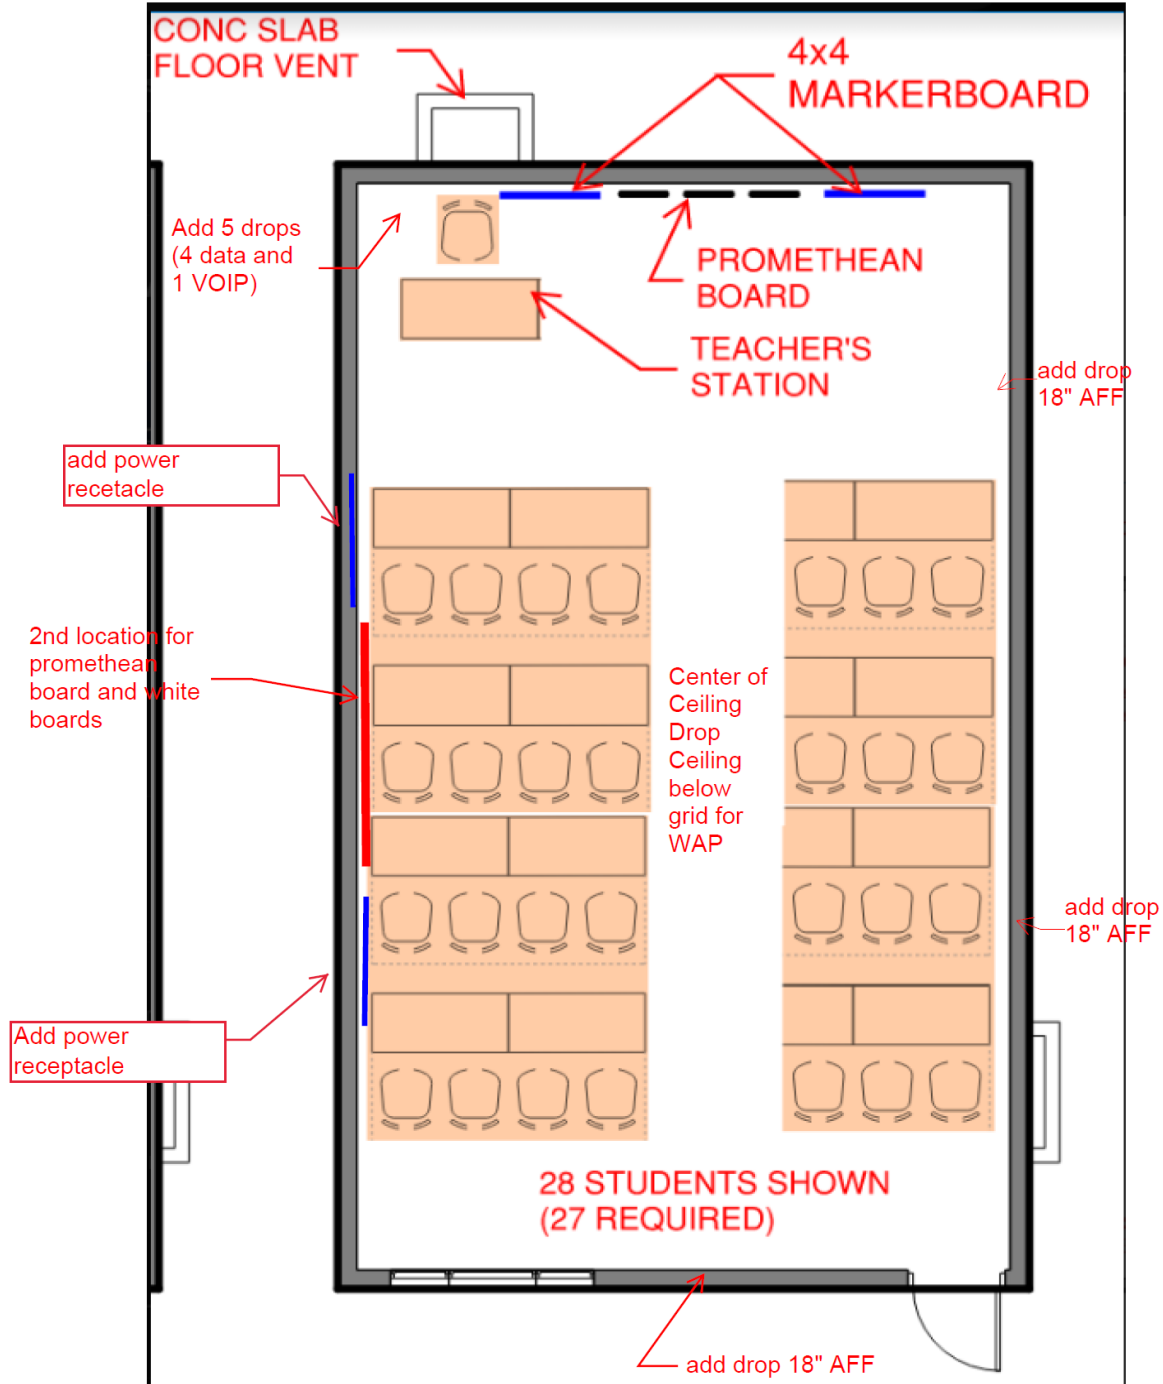 CONC SLAB
FLOOR VENT
4x4
MARKERBOARD
Add 5 drops
(4 data and
1 VOIP)
PROMETHEAN
BOARD
TEACHER'S
STATION
add drop
18" AFF
add power
recetacle
2nd location for
promethean
board and white
boards
Center of
Ceiling
Drop
Ceiling
below
grid for
WAP
add drop
18" AFF
Add power
receptacle
28 STUDENTS SHOWN
(27 REQUIRED)
add drop 18" AFF